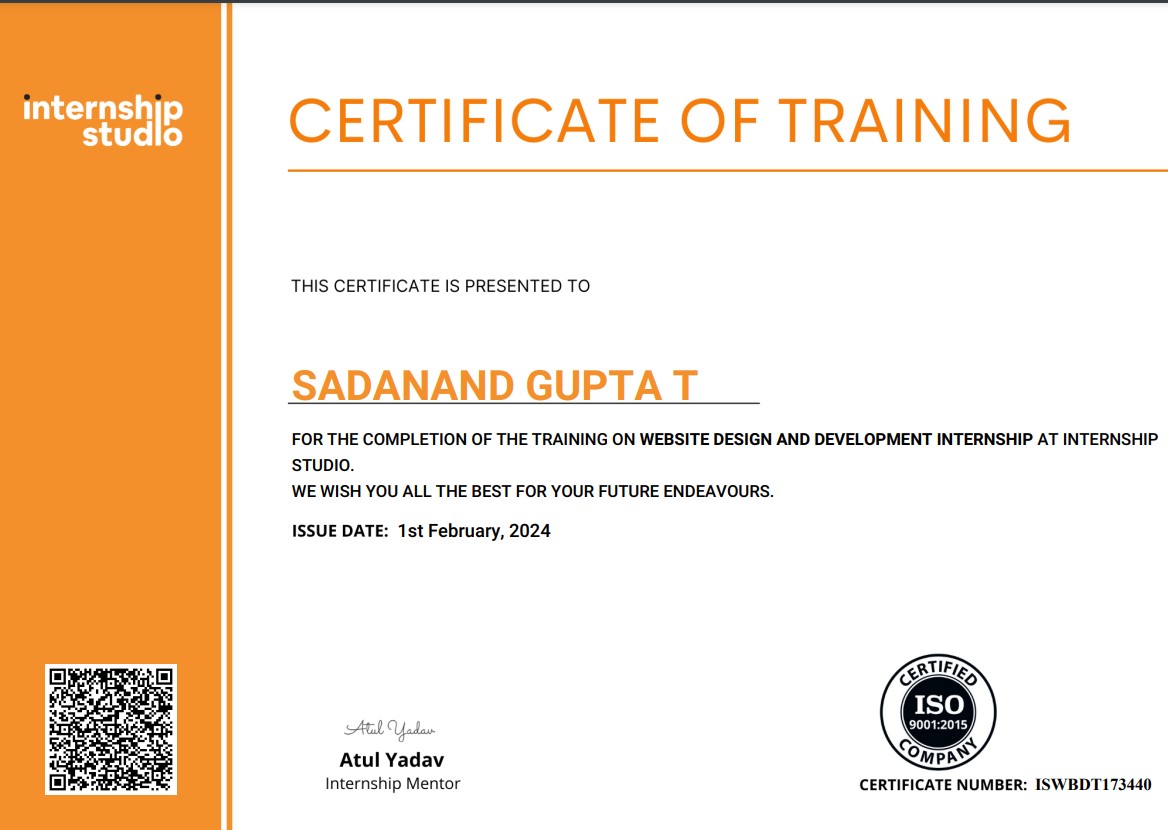 internship
studio
CERTIFICATE OF TRAINING
THIS CERTIFICATE IS PRESENTED TO
SADANAND GUPTA T
FOR THE COMPLETION OF THE TRAINING ON WEBSITE DESIGN AND DEVELOPMENT INTERNSHIP AT INTERNSHIP
STUDIO.
WE WISH YOU ALL THE BEST FOR YOUR FUTURE ENDEAVOURS.
ISSUE DATE: 1st February, 2024
Atul Yadav
Atul Yadav
Internship Mentor
CERTIFIED
ISO
9001:2015
COMPANY
CERTIFICATE NUMBER: ISWBDT173440